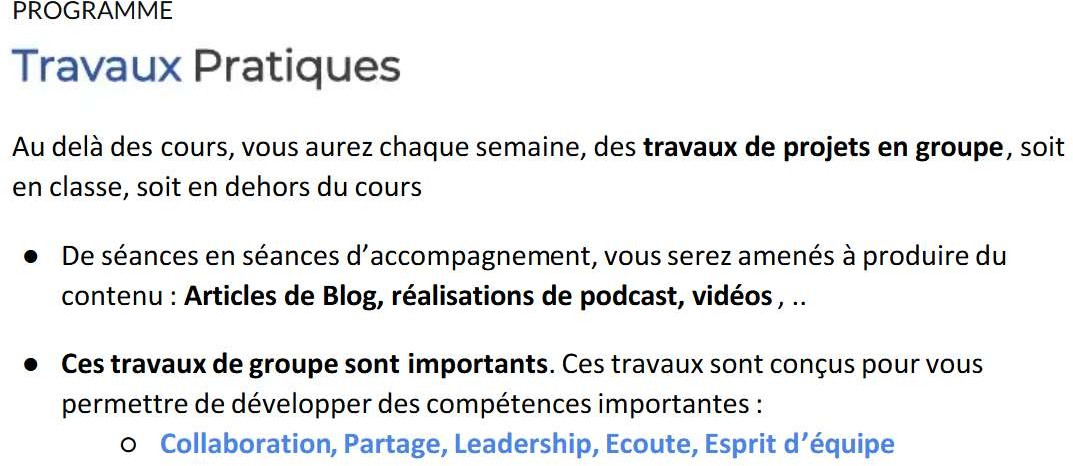 PROGRAMME
Travaux Pratiques
Au delà des cours, vous aurez chaque semaine, des travaux de projets en groupe, soit
en classe, soit en dehors du cours
● De séances en séances d’accompagnement, vous serez amenés à produire du
contenu : Articles de Blog, réalisations de podcast, vidéos , ..
● Ces travaux de groupe sont importants. Ces travaux sont conçus pour vous
permettre de développer des compétences importantes :
○ Collaboration, Partage, Leadership, Ecoute, Esprit d’équipe